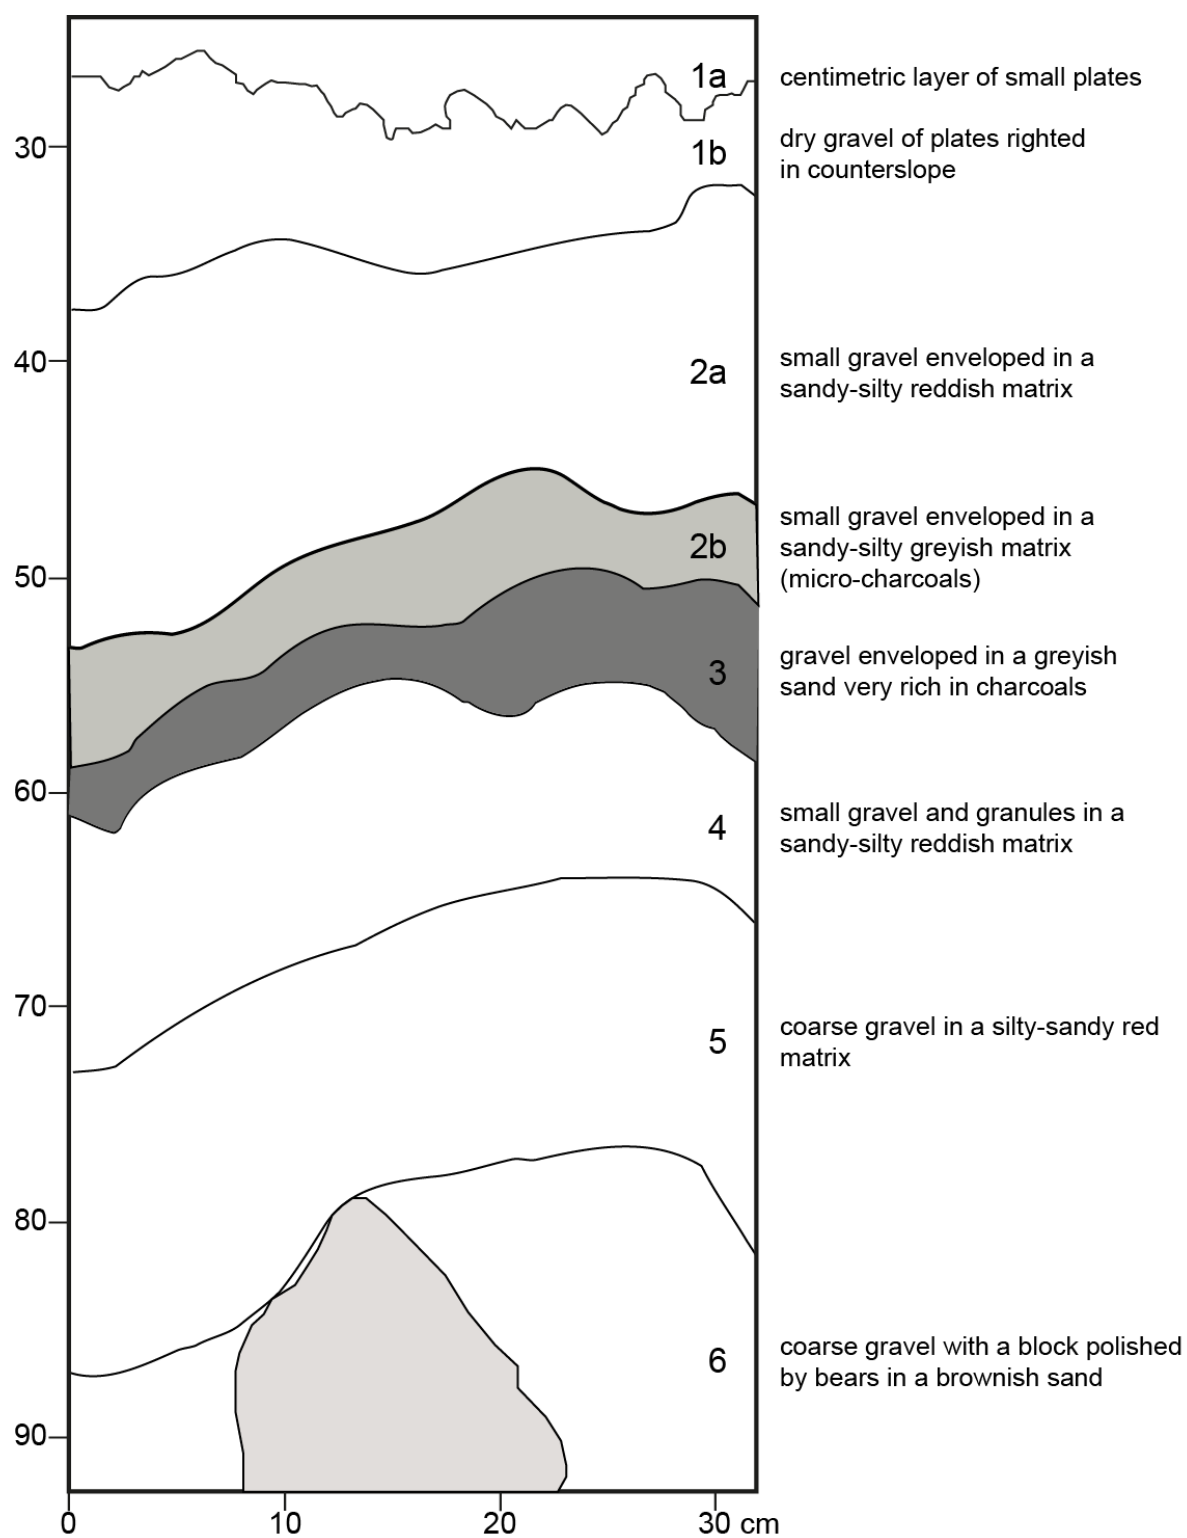 1a
centimetric layer of small plates
30
1b
dry gravel of plates righted
in counterslope
40
2a
small gravel enveloped in a
sandy-silty reddish matrix
50
2b
small gravel enveloped in a
sandy-silty greyish matrix
(micro-charcoals)
3
gravel enveloped in a greyish
sand very rich in charcoals
60
4
small gravel and granules in a
sandy-silty reddish matrix
70
5
coarse gravel in a silty-sandy red
matrix
80
6
coarse gravel with a block polished
by bears in a brownish sand
90
0 10 20 30 cm